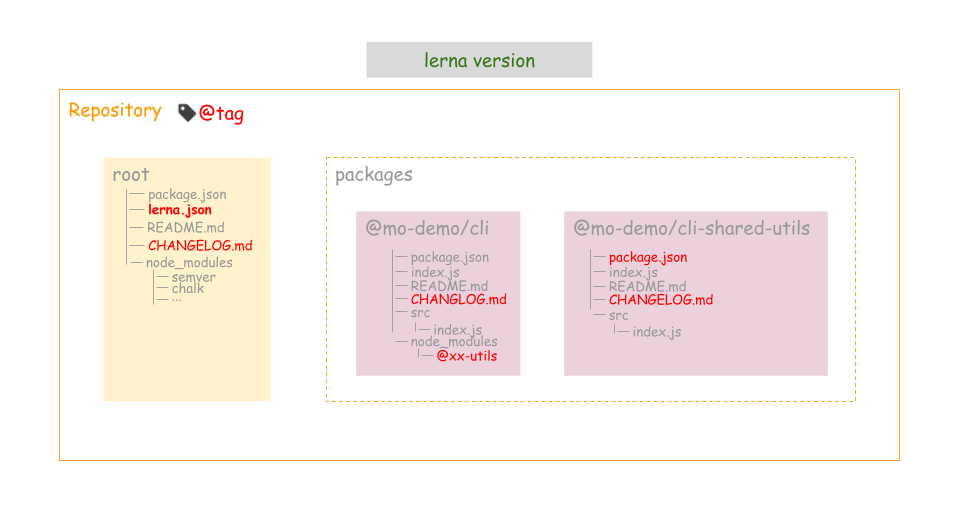 lerna version
Repository @tag
root
package.json
lerna.json
README.md
CHANGELOG.md
node_modules
semver
chalk
...
packages
@mo-demo/cli
package.json
index.js
README.md
CHANGLOG.md
src
index.js
node_modules
@xx-utils
@mo-demo/cli-shared-utils
package.json
index.js
README.md
CHANGELOG.md
src
index.js